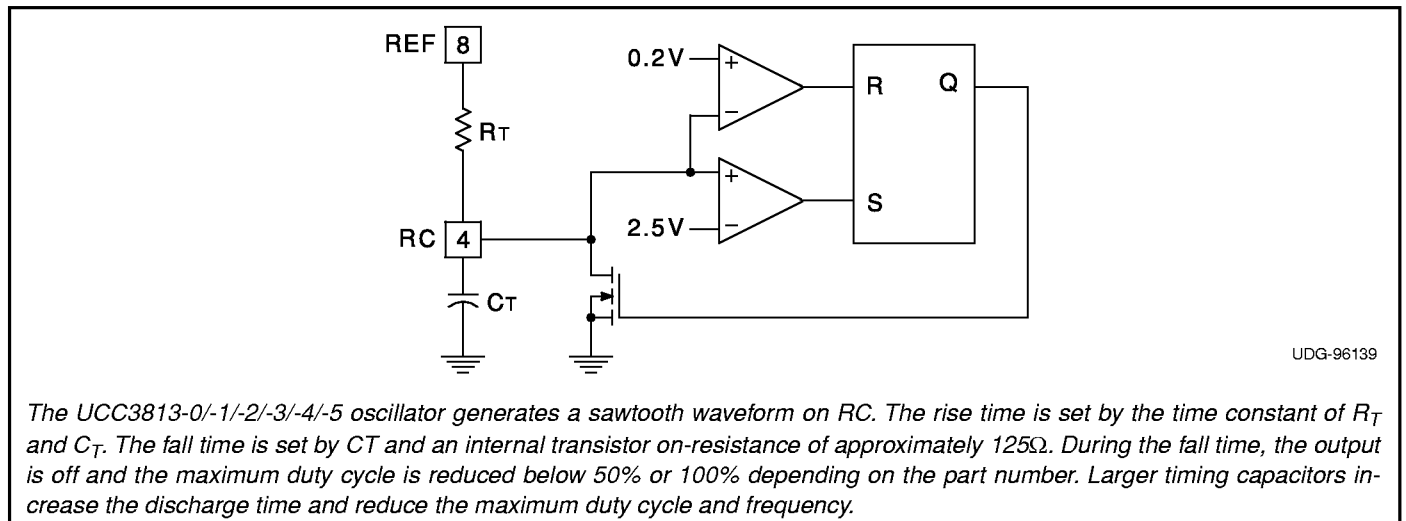 REF 8
0.2V
+
−
R Q
RT
+
−
S
2.5V
RC 4
CT
UDG-96139
The UCC3813-0/-1/-2/-3/-4/-5 oscillator generates a sawtooth waveform on RC. The rise time is set by the time constant of RT
and CT. The fall time is set by CT and an internal transistor on-resistance of approximately 125Ω. During the fall time, the output
is off and the maximum duty cycle is reduced below 50% or 100% depending on the part number. Larger timing capacitors in-
crease the discharge time and reduce the maximum duty cycle and frequency.